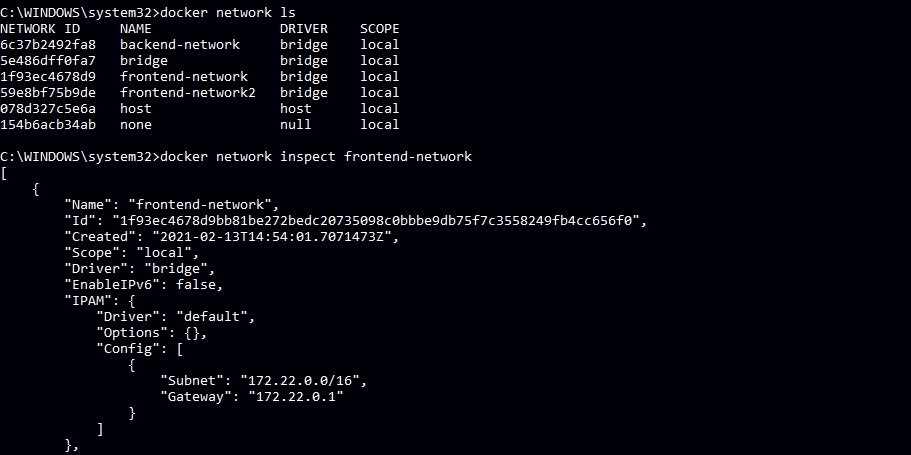 C:\WINDOWS\system32>docker network ls
NETWORK ID     NAME                DRIVER    SCOPE
6c37b2492fa8   backend-network     bridge    local
5e486dff0fa7   bridge              bridge    local
1f93ec4678d9   frontend-network    bridge    local
59e8bf75b9de   frontend-network2   bridge    local
078d327c5e6a   host                host      local
154b6acb34ab   none                null      local
C:\WINDOWS\system32>docker network inspect frontend-network
[
    {
        "Name": "frontend-network",
        "Id": "1f93ec4678d9bb81be272bedc20735098c0bbbe9db75f7c3558249fb4cc656f0",
        "Created": "2021-02-13T14:54:01.7071473Z",
        "Scope": "local",
        "Driver": "bridge",
        "EnableIPv6": false,
        "IPAM": {
            "Driver": "default",
            "Options": {},
            "Config": [
                {
                    "Subnet": "172.22.0.0/16",
                    "Gateway": "172.22.0.1"
                }
            ]
        },